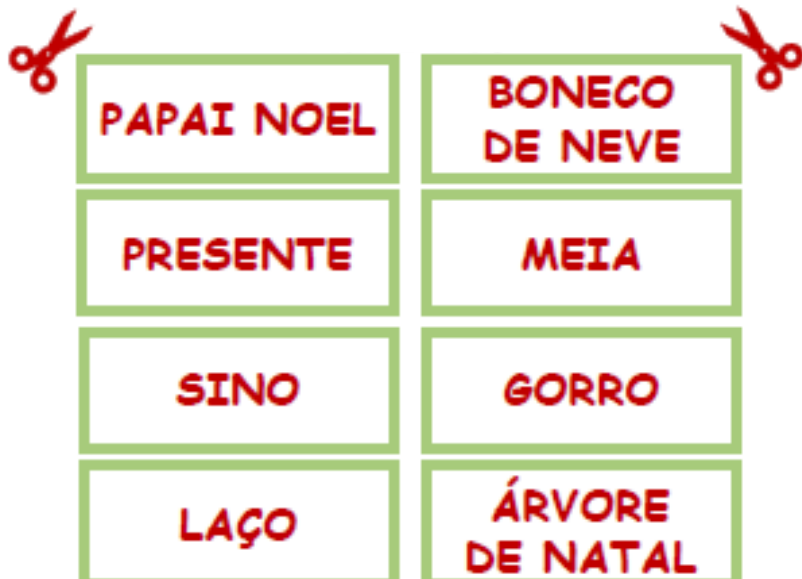 PAPAI NOEL
BONECO
DE NEVE
PRESENTE
MEIA
SINO
GORRO
LAÇO
ÁRVORE
DE NATAL